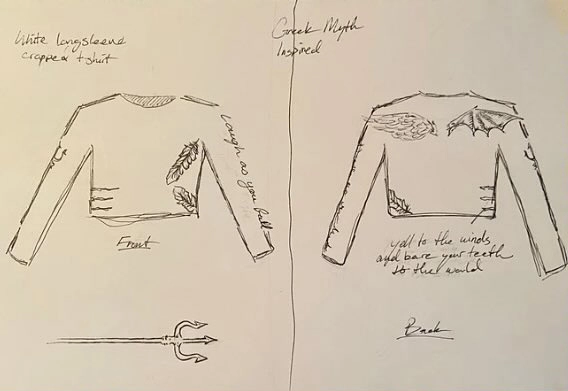 White longsleeve
cropped t-shirt
Greek Myth
Inspired
Laugh as you fall
Front
yell to the winds
and bare your teeth
to the world
Back